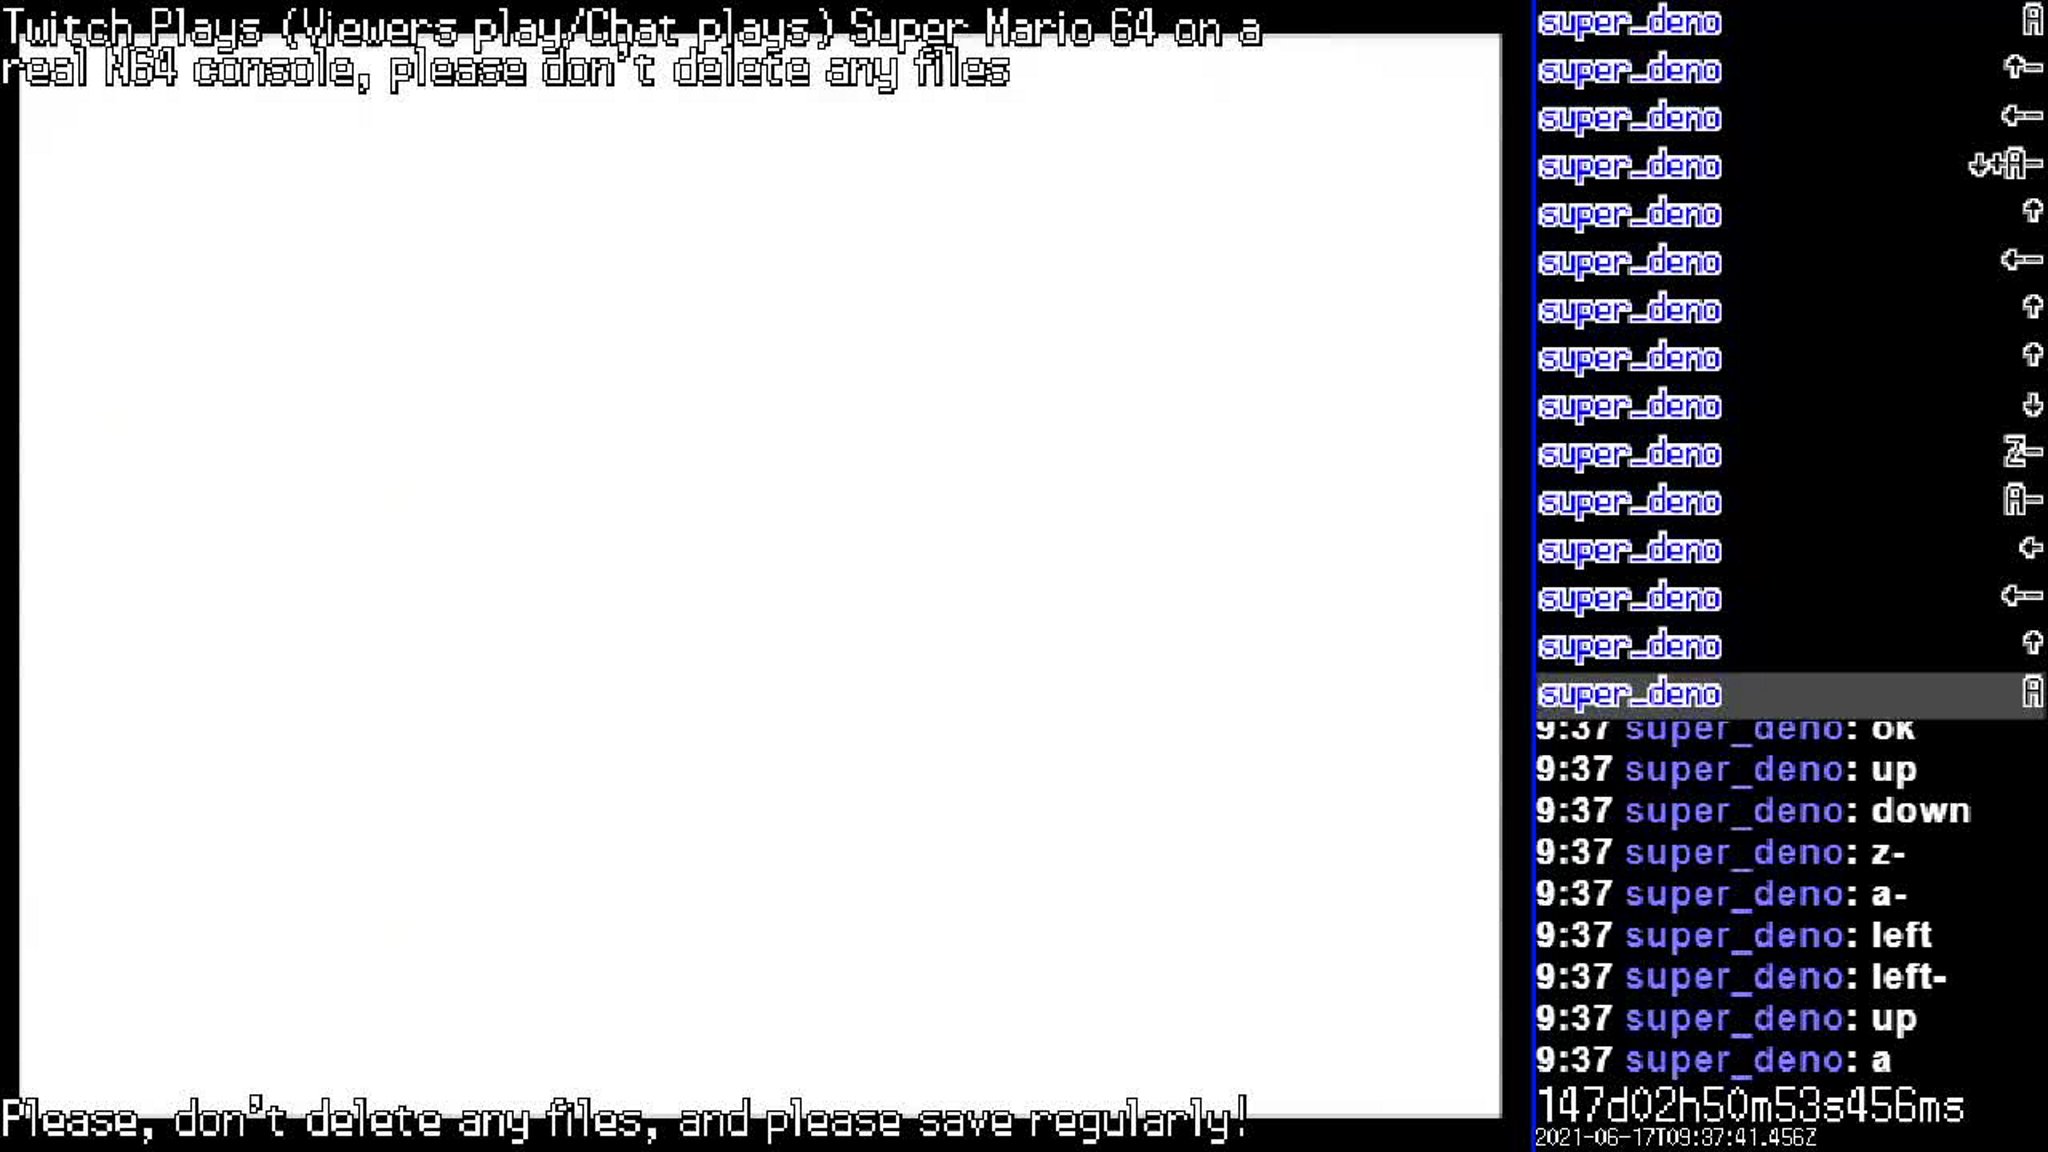 Twitch Plays (Viewers play/Chat plays) Super Mario 64 on a
real N64 console, please don't delete any files
super_deno A
super_deno ↑-
super_deno ←-
super_deno ↓+A-
super_deno ↑
super_deno ←-
super_deno ↑
super_deno ↑
super_deno ↓
super_deno Z-
super_deno A-
super_deno ←
super_deno ←-
super_deno ↑
super_deno A
9:37 super_deno: ok
9:37 super_deno: up
9:37 super_deno: down
9:37 super_deno: z-
9:37 super_deno: a-
9:37 super_deno: left
9:37 super_deno: left-
9:37 super_deno: up
9:37 super_deno: a
147d02h50m53s456ms
2021-06-17T09:37:41.456Z
Please, don't delete any files, and please save regularly!